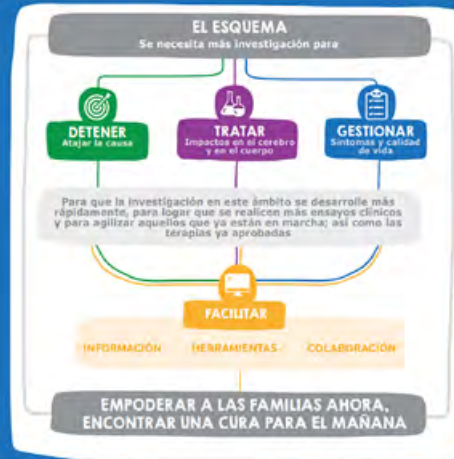 EL ESQUEMA
Se necesita más investigación para
DETENER
Atajar la causa
TRATAR
Impactos en el cerebro
y en el cuerpo
GESTIONAR
Síntomas y calidad
de vida
Para que la investigación en este ámbito se desarrolle más
rápidamente, para logar que se realicen más ensayos clínicos
y para agilizar aquellos que ya están en marcha; así como las
terapias ya aprobadas
FACILITAR
INFORMACIÓN HERRAMIENTAS COLABORACIÓN
EMPODERAR A LAS FAMILIAS AHORA,
ENCONTRAR UNA CURA PARA EL MAÑANA